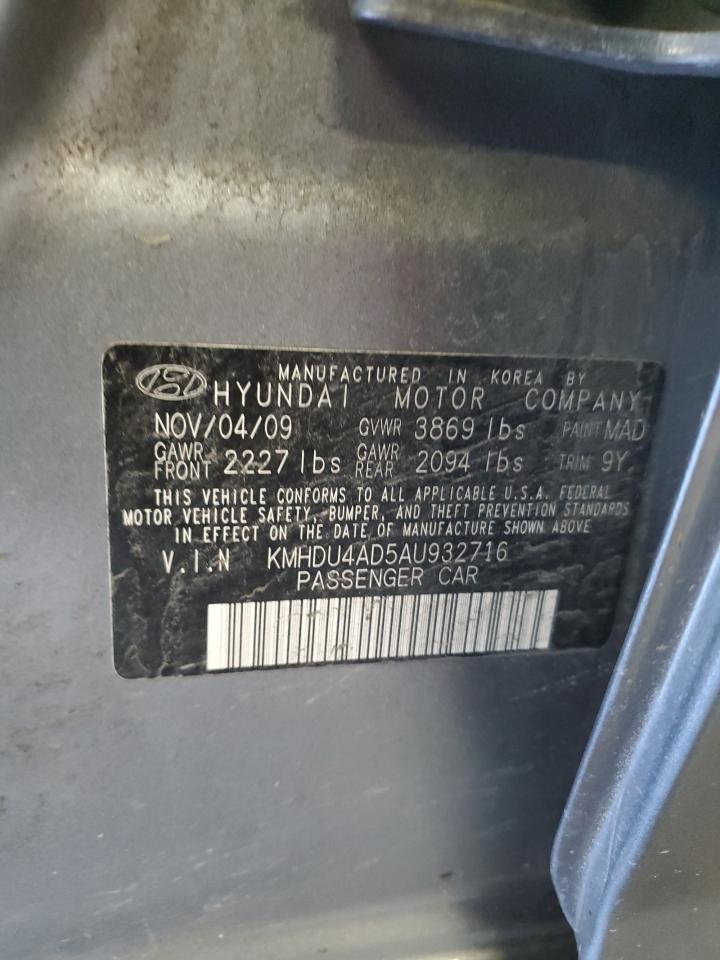 MANUFACTURED IN KOREA BY
HYUNDAI MOTOR COMPANY
NOV/04/09 GVWR 3869 lbs PAINT MAD
GAWR FRONT 2227 lbs GAWR REAR 2094 lbs TRIM 9Y
THIS VEHICLE CONFORMS TO ALL APPLICABLE U.S.A. FEDERAL
MOTOR VEHICLE SAFETY, BUMPER, AND THEFT PREVENTION STANDARDS
IN EFFECT ON THE DATE OF MANUFACTURE SHOWN ABOVE
V.I.N KMHDU4AD5AU932716
PASSENGER CAR